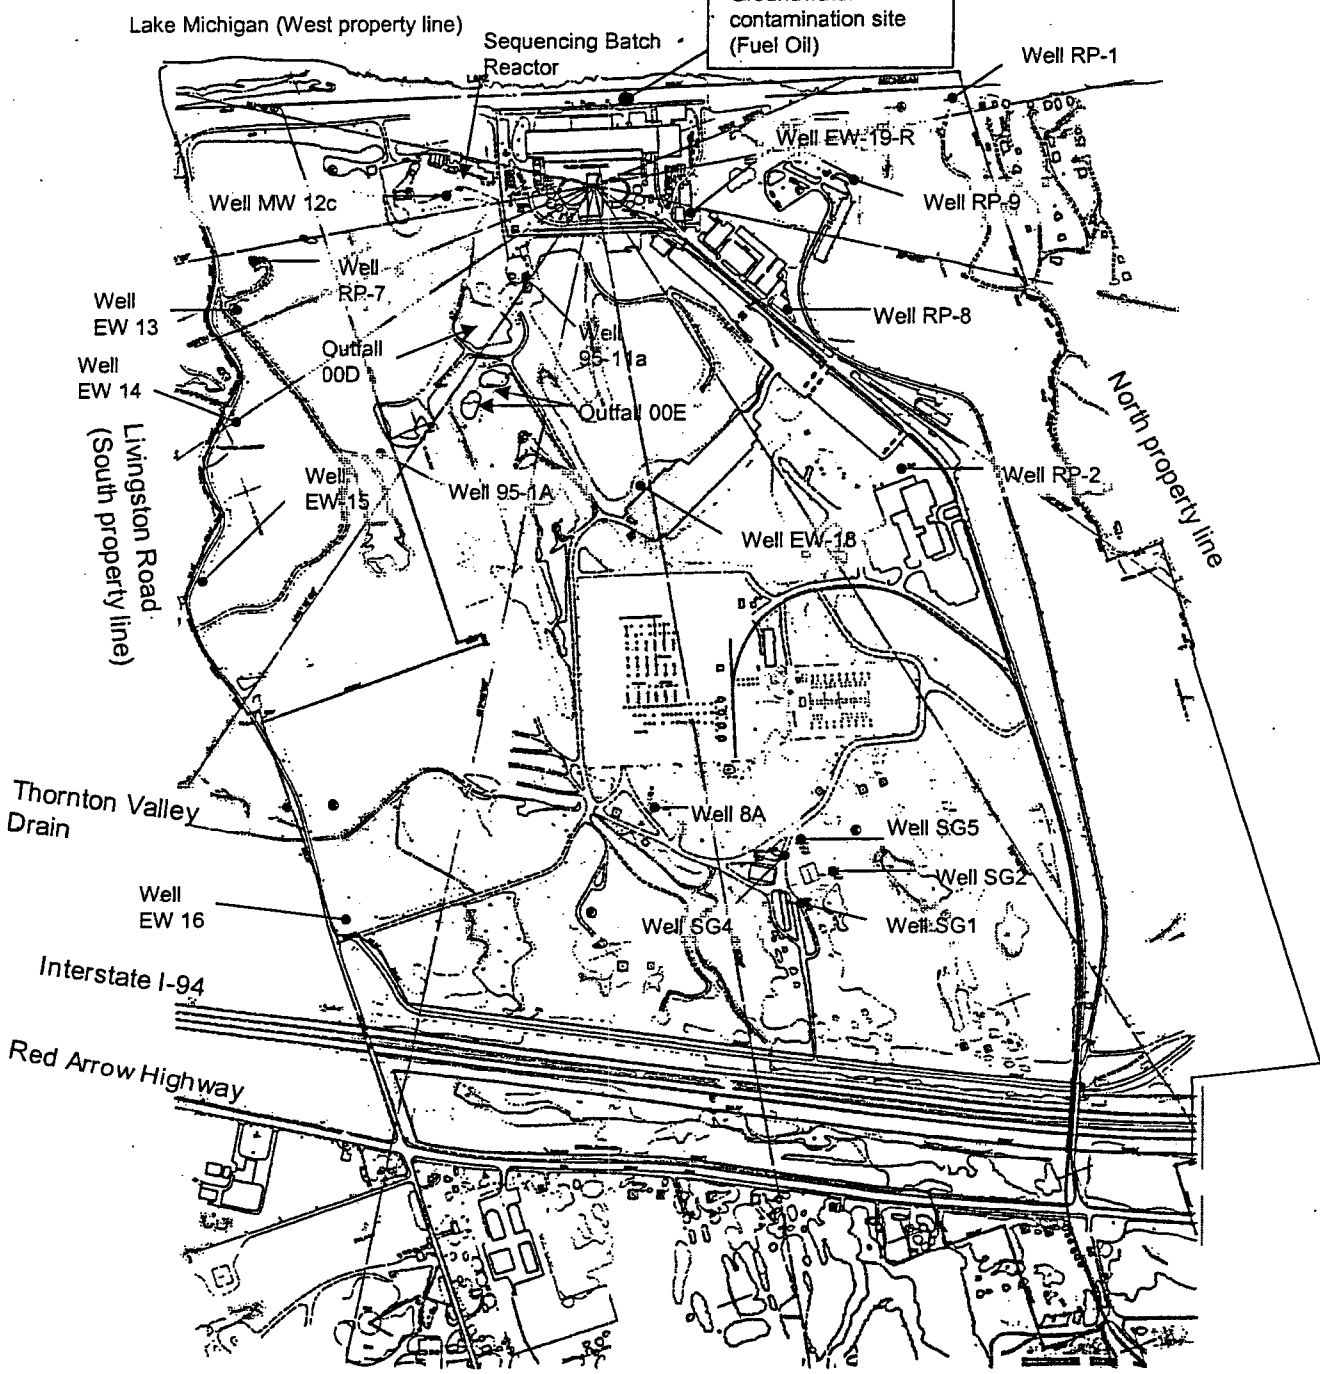 Lake Michigan (West property line)
contamination site
(Fuel Oil)
Sequencing Batch
Reactor
Well RP-1
Well EW-19-R
Well MW 12c
Well RP-9
Well
RP-7
Well
EW 13
Well RP-8
Outfall
00D
Well
95-11a
Well
EW 14
Outfall 00E
North property line
Livingston Road
(South property line)
Well
EW-15
Well 95-1A
Well RP-2
Well EW-18
Thornton Valley
Drain
Well 8A
Well SG5
Well SG2
Well
EW 16
Well SG4
Well SG1
Interstate I-94
Red Arrow Highway